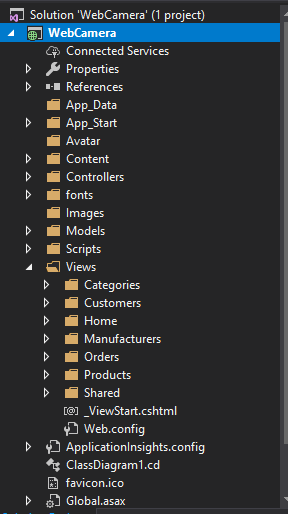 Solution 'WebCamera' (1 project)
WebCamera
Connected Services
Properties
References
App_Data
App_Start
Avatar
Content
Controllers
fonts
Images
Models
Scripts
Views
Categories
Customers
Home
Manufacturers
Orders
Products
Shared
_ViewStart.cshtml
Web.config
ApplicationInsights.config
ClassDiagram1.cd
favicon.ico
Global.asax